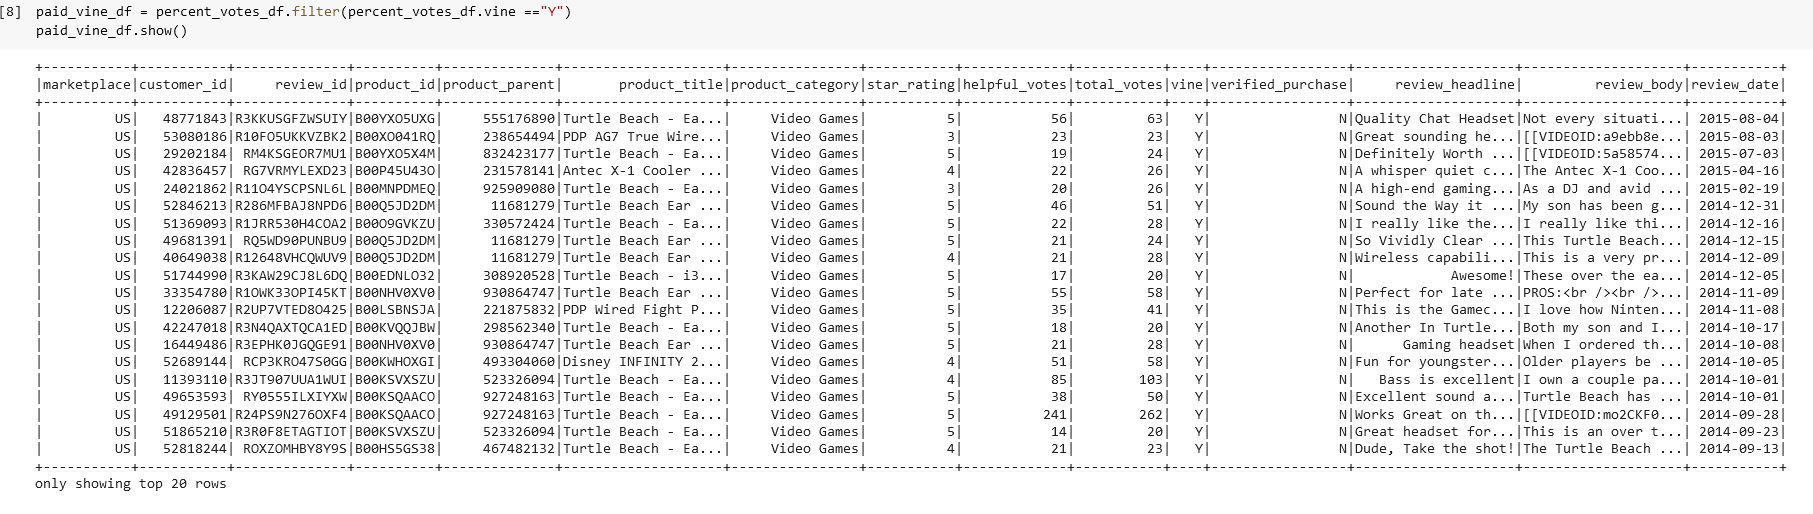 [8] paid_vine_df = percent_votes_df.filter(percent_votes_df.vine =="Y")
paid_vine_df.show()
+-----------+-----------+--------------+----------+--------------+--------------------+----------------+-----------+-------------+-----------+----+-----------------+--------------------+--------------------+-----------+
|marketplace|customer_id|     review_id|product_id|product_parent|       product_title|product_category|star_rating|helpful_votes|total_votes|vine|verified_purchase|     review_headline|         review_body|review_date|
+-----------+-----------+--------------+----------+--------------+--------------------+----------------+-----------+-------------+-----------+----+-----------------+--------------------+--------------------+-----------+
|         US|   48771843|R3KKUSGFZWSUIY|B00YXO5UXG|     555176890|Turtle Beach - Ea...|     Video Games|          5|           56|         63|   Y|                N|Quality Chat Headset|Not every situati...| 2015-08-04|
|         US|   53080186|R10FO5UKKVZBK2|B00XO041RQ|     238654494|PDP AG7 True Wire...|     Video Games|          3|           23|         23|   Y|                N|Great sounding he...|[[VIDEOID:a9ebb8e...| 2015-08-03|
|         US|   29202184| RM4KSGEOR7MU1|B00YXO5X4M|     832423177|Turtle Beach - Ea...|     Video Games|          5|           19|         24|   Y|                N|Definitely Worth ...|[[VIDEOID:5a58574...| 2015-07-03|
|         US|   42836457| RG7VRMYLEXD23|B00P45U43O|     231578141|Antec X-1 Cooler ...|     Video Games|          4|           22|         26|   Y|                N|A whisper quiet c...|The Antec X-1 Coo...| 2015-04-16|
|         US|   24021862|R11O4YSCPSNL6L|B00MNPDMEQ|     925909080|Turtle Beach - Ea...|     Video Games|          3|           20|         26|   Y|                N|A high-end gaming...|As a DJ and avid ...| 2015-02-19|
|         US|   52846213|R286MFBAJ8NPD6|B00Q5JD2DM|      11681279|Turtle Beach Ear ...|     Video Games|          5|           46|         51|   Y|                N|Sound the Way it ...|My son has been g...| 2014-12-31|
|         US|   51369093|R1JRR530H4COA2|B00O9GVKZU|     330572424|Turtle Beach - Ea...|     Video Games|          5|           22|         28|   Y|                N|I really like the...|I really like thi...| 2014-12-16|
|         US|   49681391| RQ5WD90PUNBU9|B00Q5JD2DM|      11681279|Turtle Beach Ear ...|     Video Games|          5|           21|         24|   Y|                N|So Vividly Clear ...|This Turtle Beach...| 2014-12-15|
|         US|   40649038|R12648VHCQWUV9|B00Q5JD2DM|      11681279|Turtle Beach Ear ...|     Video Games|          4|           21|         28|   Y|                N|Wireless capabili...|This is a very pr...| 2014-12-09|
|         US|   51744990|R3KAW29CJ8L6DQ|B00EDNLO32|     308920528|Turtle Beach - i3...|     Video Games|          5|           17|         20|   Y|                N|            Awesome!|These over the ea...| 2014-12-05|
|         US|   33354780|R1OWK33OPI45KT|B00NHV0XV0|     930864747|Turtle Beach Ear ...|     Video Games|          5|           55|         58|   Y|                N|Perfect for late ...|PROS:<br /><br />...| 2014-11-09|
|         US|   12206087|R2UP7VTED8O425|B00LSBNSJA|     221875832|PDP Wired Fight P...|     Video Games|          5|           35|         41|   Y|                N|This is the Gamec...|I love how Ninten...| 2014-11-08|
|         US|   42247018|R3N4QAXTQCA1ED|B00KVQQJBW|     298562340|Turtle Beach - Ea...|     Video Games|          5|           18|         20|   Y|                N|Another In Turtle...|Both my son and I...| 2014-10-17|
|         US|   16449486|R3EPHK0JGQGE91|B00NHV0XV0|     930864747|Turtle Beach Ear ...|     Video Games|          5|           21|         28|   Y|                N|      Gaming headset|When I ordered th...| 2014-10-08|
|         US|   52689144| RCP3KRO47S0GG|B00KWHOXGI|     493304060|Disney INFINITY 2...|     Video Games|          4|           51|         58|   Y|                N|Fun for youngster...|Older players be ...| 2014-10-05|
|         US|   11393110|R3JT907UUA1WUI|B00KSVXSZU|     523326094|Turtle Beach - Ea...|     Video Games|          4|           85|        103|   Y|                N|   Bass is excellent|I own a couple pa...| 2014-10-01|
|         US|   49653593| RY0555ILXIYXW|B00KSQAACO|     927248163|Turtle Beach - Ea...|     Video Games|          5|           38|         50|   Y|                N|Excellent sound a...|Turtle Beach has ...| 2014-10-01|
|         US|   49129501|R24PS9N276OXF4|B00KSQAACO|     927248163|Turtle Beach - Ea...|     Video Games|          5|          241|        262|   Y|                N|Works Great on th...|[[VIDEOID:mo2CKF0...| 2014-09-28|
|         US|   51865210|R3R0F8ETAGTIOT|B00KSVXSZU|     523326094|Turtle Beach - Ea...|     Video Games|          5|           14|         20|   Y|                N|Great headset for...|This is an over t...| 2014-09-23|
|         US|   52818244| ROXZOMHBY8Y9S|B00HS5GS38|     467482132|Turtle Beach - Ea...|     Video Games|          4|           21|         23|   Y|                N|Dude, Take the shot!|The Turtle Beach ...| 2014-09-13|
+-----------+-----------+--------------+----------+--------------+--------------------+----------------+-----------+-------------+-----------+----+-----------------+--------------------+--------------------+-----------+
only showing top 20 rows